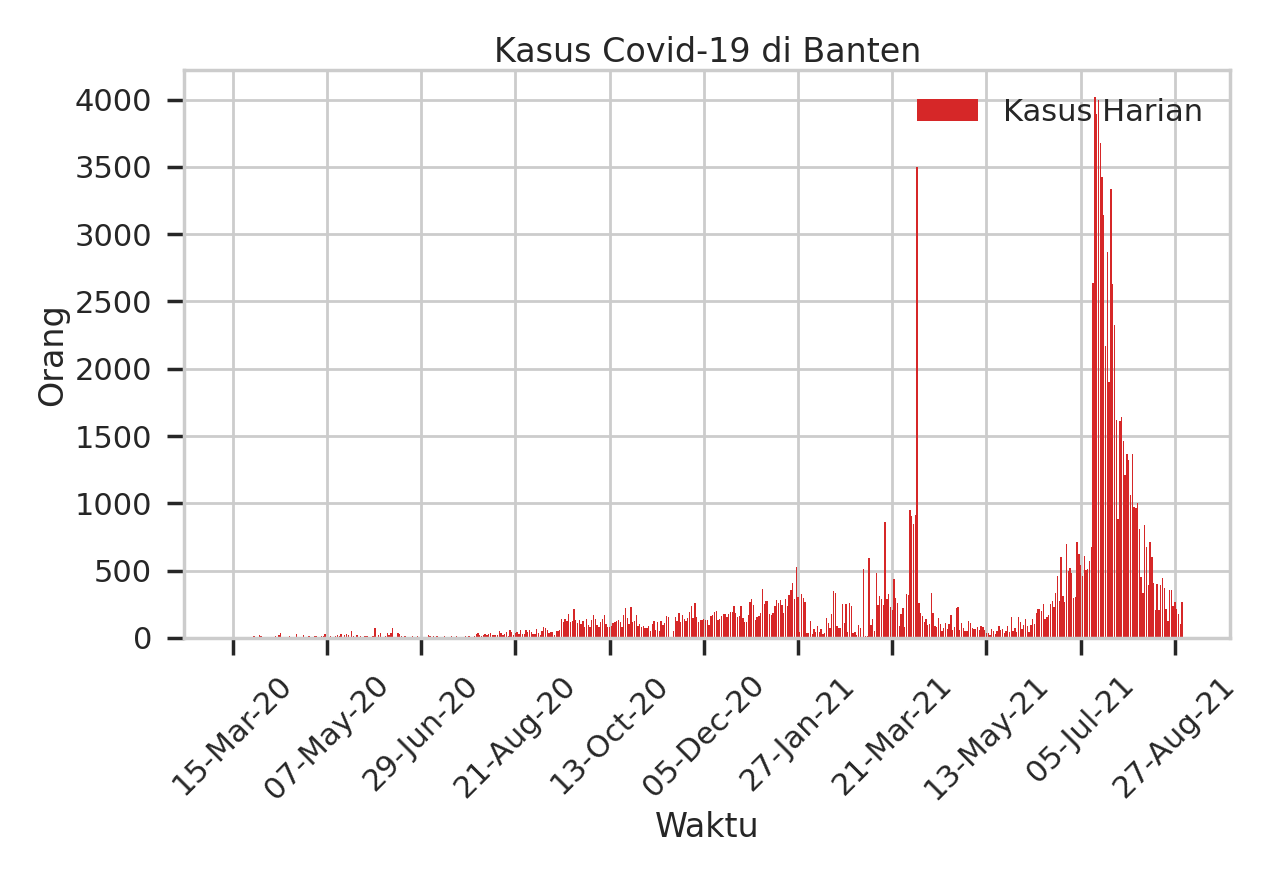 Kasus Covid-19 di Banten
Kasus Harian
Orang
4000
3500
3000
2500
2000
1500
1000
500
0
15-Mar-20
07-May-20
29-Jun-20
21-Aug-20
13-Oct-20
05-Dec-20
27-Jan-21
21-Mar-21
13-May-21
05-Jul-21
27-Aug-21
Waktu